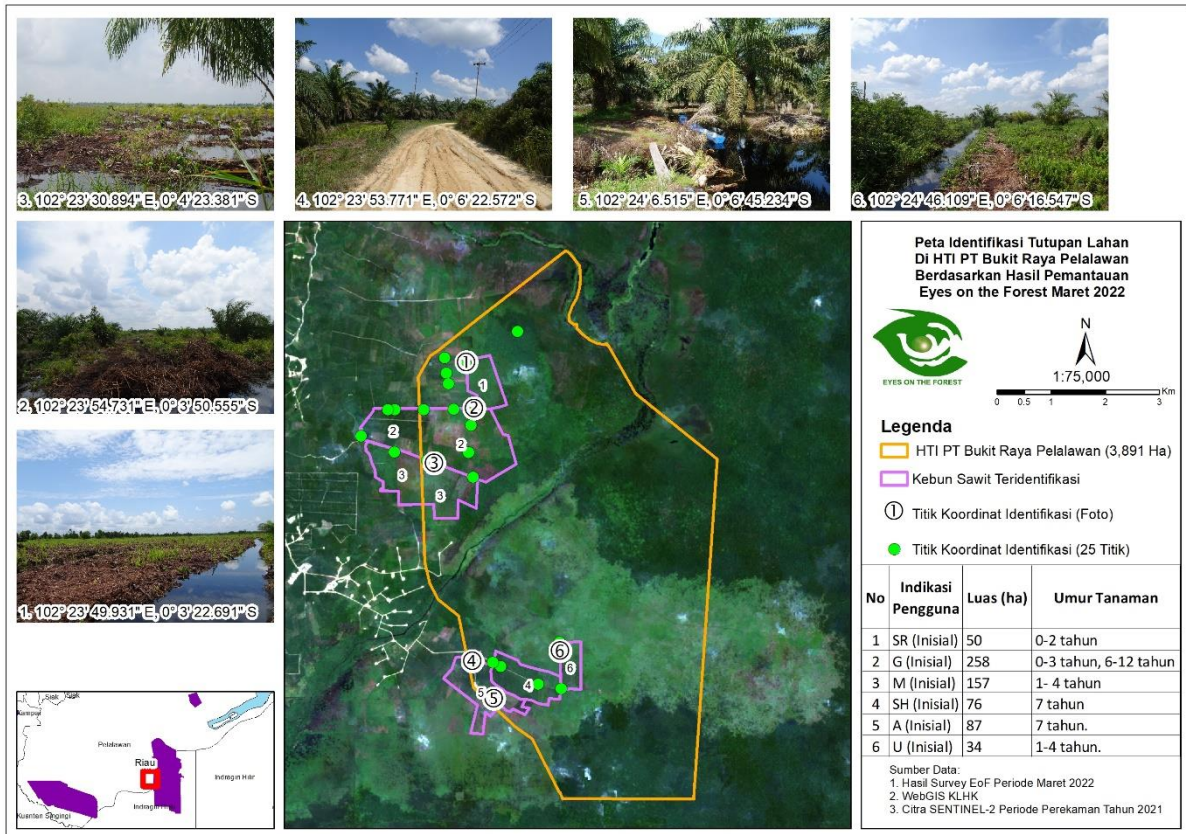 3. 102° 23' 30.894" E, 0° 4' 23.381" S
4. 102° 23' 53.771" E, 0° 6' 22.572" S
5. 102° 24' 6.515" E, 0° 6' 45.234" S
6. 102° 24' 46.109" E, 0° 6' 16.547" S
2. 102° 23' 54.731" E, 0° 3' 50.555" S
1. 102° 23' 49.931" E, 0° 3' 22.691" S
Siak
Siak
Kampar
Pelalawan
Riau
Indragiri Hilir
Kuantan Singingi
1
1
2
2
2
3
3
3
4
6
6
5
4
5
Peta Identifikasi Tutupan Lahan
Di HTI PT Bukit Raya Pelalawan
Berdasarkan Hasil Pemantauan
Eyes on the Forest Maret 2022
EYES ON THE FOREST
N
1:75,000
Km
0 0.5 1 2 3
Legenda
HTI PT Bukit Raya Pelalawan (3,891 Ha)
Kebun Sawit Teridentifikasi
1 Titik Koordinat Identifikasi (Foto)
Titik Koordinat Identifikasi (25 Titik)
No Indikasi Pengguna Luas (ha) Umur Tanaman
1 SR (Inisial) 50 0-2 tahun
2 G (Inisial) 258 0-3 tahun, 6-12 tahun
3 M (Inisial) 157 1- 4 tahun
4 SH (Inisial) 76 7 tahun
5 A (Inisial) 87 7 tahun.
6 U (Inisial) 34 1-4 tahun.
Sumber Data:
1. Hasil Survey EoF Periode Maret 2022
2. WebGIS KLHK
3. Citra SENTINEL-2 Periode Perekaman Tahun 2021